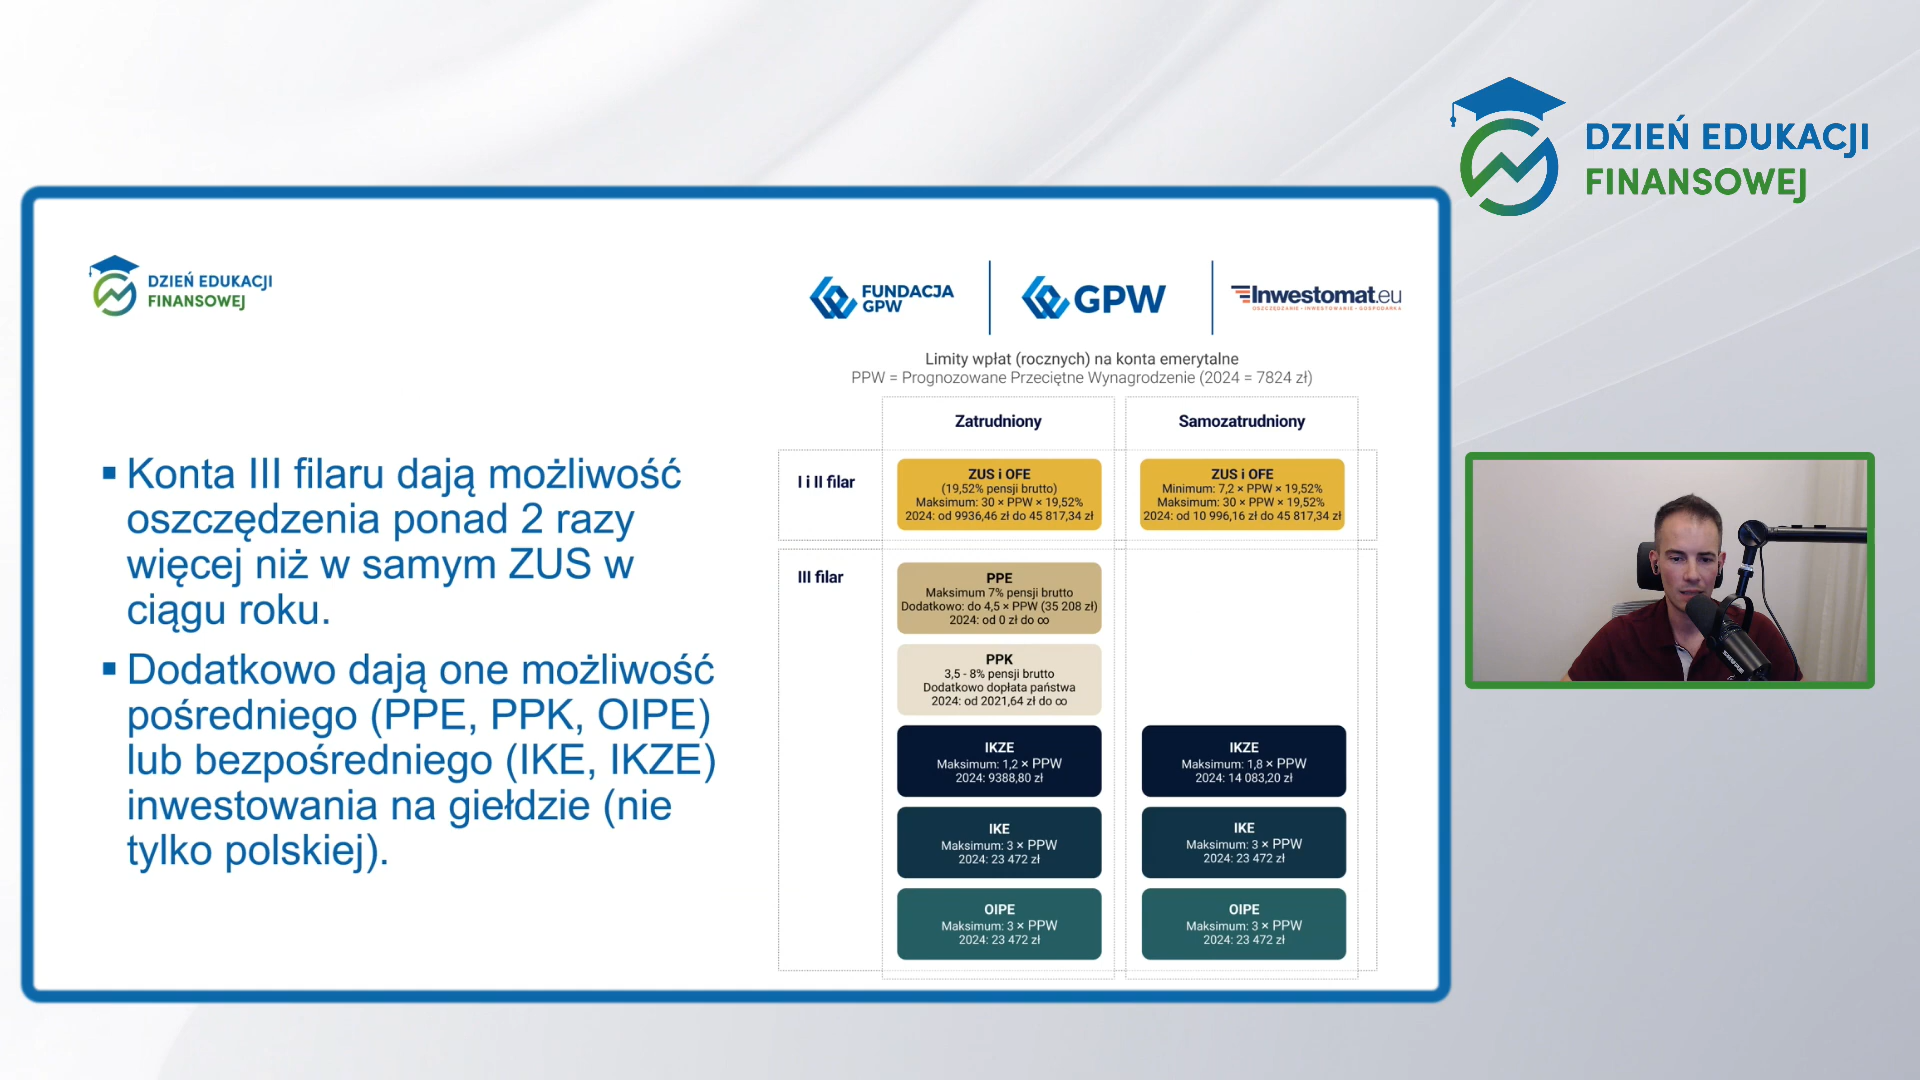 DZIEŃ EDUKACJI
FINANSOWEJ
DZIEŃ EDUKACJI
FINANSOWEJ
FUNDACJA
GPW
GPW
Inwestomat.eu
OSZCZĘDZANIE • INWESTOWANIE • GOSPODARKA
Limity wpłat (rocznych) na konta emerytalne
PPW = Prognozowane Przeciętne Wynagrodzenie (2024 = 7824 zł)
▪ Konta III filaru dają możliwość
oszczędzenia ponad 2 razy
więcej niż w samym ZUS w
ciągu roku.
▪ Dodatkowo dają one możliwość
pośredniego (PPE, PPK, OIPE)
lub bezpośredniego (IKE, IKZE)
inwestowania na giełdzie (nie
tylko polskiej).
Zatrudniony
Samozatrudniony
I i II filar
ZUS i OFE
(19,52% pensji brutto)
Maksimum: 30 × PPW × 19,52%
2024: od 9936,46 zł do 45 817,34 zł
ZUS i OFE
Minimum: 7,2 × PPW × 19,52%
Maksimum: 30 × PPW × 19,52%
2024: od 10 996,16 zł do 45 817,34 zł
III filar
PPE
Maksimum 7% pensji brutto
Dodatkowo: do 4,5 × PPW (35 208 zł)
2024: od 0 zł do ∞
PPK
3,5 - 8% pensji brutto
Dodatkowo dopłata państwa
2024: od 2021,64 zł do ∞
IKZE
Maksimum: 1,2 × PPW
2024: 9388,80 zł
IKZE
Maksimum: 1,8 × PPW
2024: 14 083,20 zł
IKE
Maksimum: 3 × PPW
2024: 23 472 zł
IKE
Maksimum: 3 × PPW
2024: 23 472 zł
OIPE
Maksimum: 3 × PPW
2024: 23 472 zł
OIPE
Maksimum: 3 × PPW
2024: 23 472 zł
SHURE